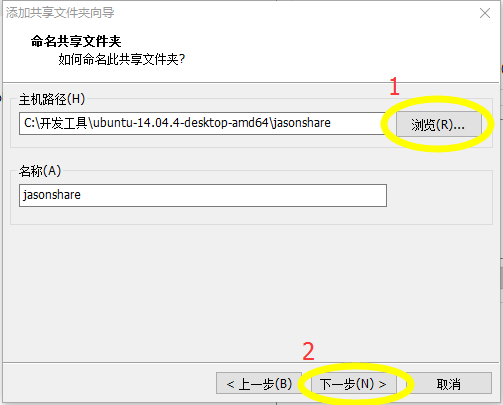 添加共享文件夹向导
命名共享文件夹
如何命名此共享文件夹?
1
主机路径(H)
C:\开发工具\ubuntu-14.04.4-desktop-amd64\jasonshare
浏览(R)...
名称(A)
jasonshare
2
< 上一步(B)
下一步(N) >
取消